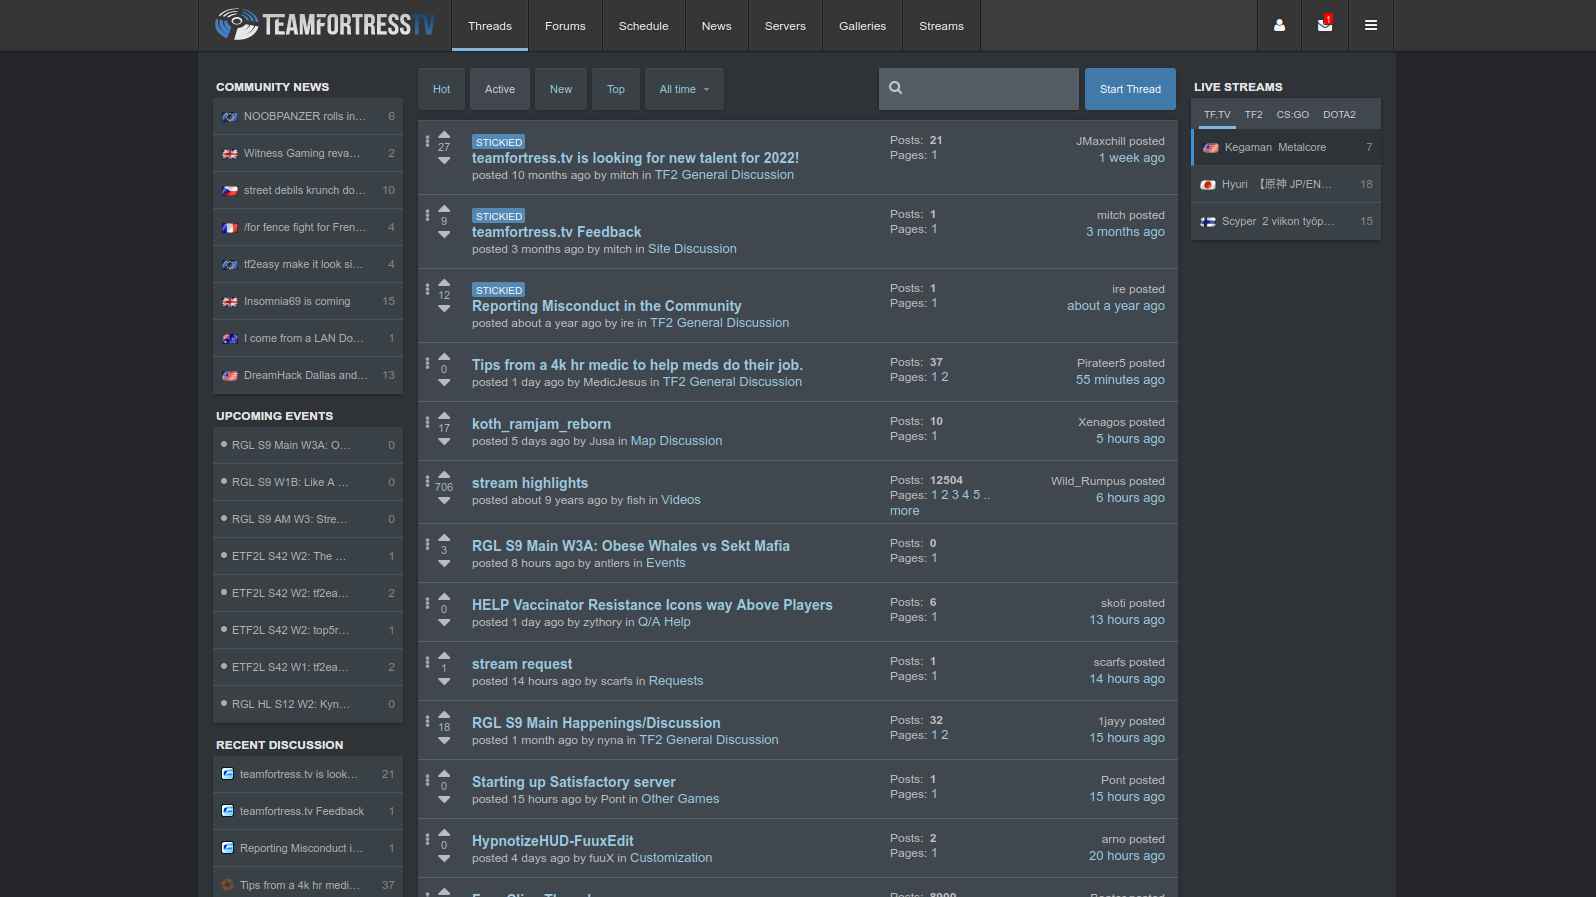 TEAMFORTRESSTV
Threads
Forums
Schedule
News
Servers
Galleries
Streams
1
COMMUNITY NEWS
NOOBPANZER rolls in... 6
Witness Gaming reva... 2
street debils krunch do... 10
/for fence fight for Fren... 4
tf2easy make it look si... 4
Insomnia69 is coming 15
I come from a LAN Do... 1
DreamHack Dallas and... 13
UPCOMING EVENTS
RGL S9 Main W3A: O... 0
RGL S9 W1B: Like A ... 0
RGL S9 AM W3: Stre... 0
ETF2L S42 W2: The ... 1
ETF2L S42 W2: tf2ea... 2
ETF2L S42 W2: top5r... 1
ETF2L S42 W1: tf2ea... 2
RGL HL S12 W2: Kyn... 0
RECENT DISCUSSION
teamfortress.tv is look... 21
teamfortress.tv Feedback 1
Reporting Misconduct i... 1
Tips from a 4k hr medi... 37
Hot
Active
New
Top
All time
Start Thread
27
STICKIED
teamfortress.tv is looking for new talent for 2022!
posted 10 months ago by mitch in TF2 General Discussion
Posts: 21
Pages: 1
JMaxchill posted
1 week ago
9
STICKIED
teamfortress.tv Feedback
posted 3 months ago by mitch in Site Discussion
Posts: 1
Pages: 1
mitch posted
3 months ago
12
STICKIED
Reporting Misconduct in the Community
posted about a year ago by ire in TF2 General Discussion
Posts: 1
Pages: 1
ire posted
about a year ago
0
Tips from a 4k hr medic to help meds do their job.
posted 1 day ago by MedicJesus in TF2 General Discussion
Posts: 37
Pages: 1 2
Pirateer5 posted
55 minutes ago
17
koth_ramjam_reborn
posted 5 days ago by Jusa in Map Discussion
Posts: 10
Pages: 1
Xenagos posted
5 hours ago
706
stream highlights
posted about 9 years ago by fish in Videos
Posts: 12504
Pages: 1 2 3 4 5 ..
more
Wild_Rumpus posted
6 hours ago
3
RGL S9 Main W3A: Obese Whales vs Sekt Mafia
posted 8 hours ago by antlers in Events
Posts: 0
Pages: 1
0
HELP Vaccinator Resistance Icons way Above Players
posted 1 day ago by zythory in Q/A Help
Posts: 6
Pages: 1
skoti posted
13 hours ago
1
stream request
posted 14 hours ago by scarfs in Requests
Posts: 1
Pages: 1
scarfs posted
14 hours ago
18
RGL S9 Main Happenings/Discussion
posted 1 month ago by nyna in TF2 General Discussion
Posts: 32
Pages: 1 2
1jayy posted
15 hours ago
0
Starting up Satisfactory server
posted 15 hours ago by Pont in Other Games
Posts: 1
Pages: 1
Pont posted
15 hours ago
0
HypnotizeHUD-FuuxEdit
posted 4 days ago by fuuX in Customization
Posts: 2
Pages: 1
arno posted
20 hours ago
LIVE STREAMS
TF.TV TF2 CS:GO DOTA2
Kegaman Metalcore 7
Hyuri 【原神 JP/EN... 18
Scyper 2 viikon työp... 15